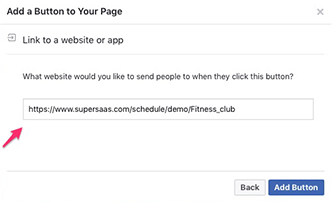 Add a Button to Your Page
Link to a website or app
What website would you like to send people to when they click this button?
https://www.supersaas.com/schedule/demo/Fitness_club
Back
Add Button